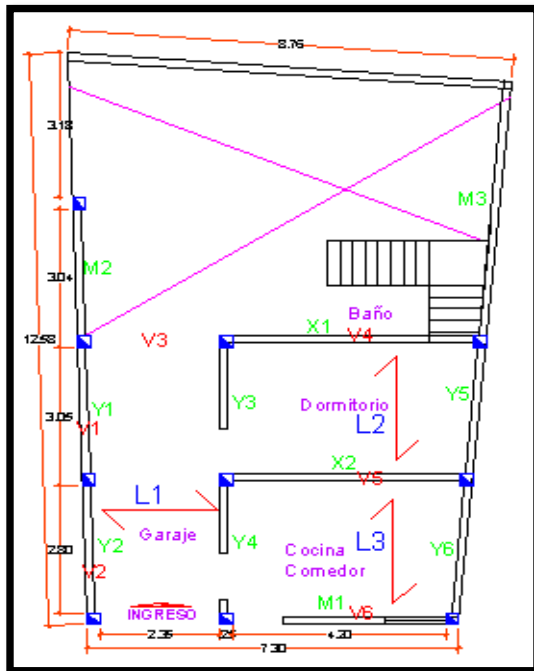 8.76
3.18
M3
M2
3.04
Baño
X1
V3
V4
12.58
Y5
Y3
Dormitorio
Y1
L2
V1
3.05
X2
V5
L1
L3
Garaje
Y4
Y2
Cocina
Comedor
Y6
2.80
V2
M1
V6
INGRESO
2.35
.25
4.20
7.30